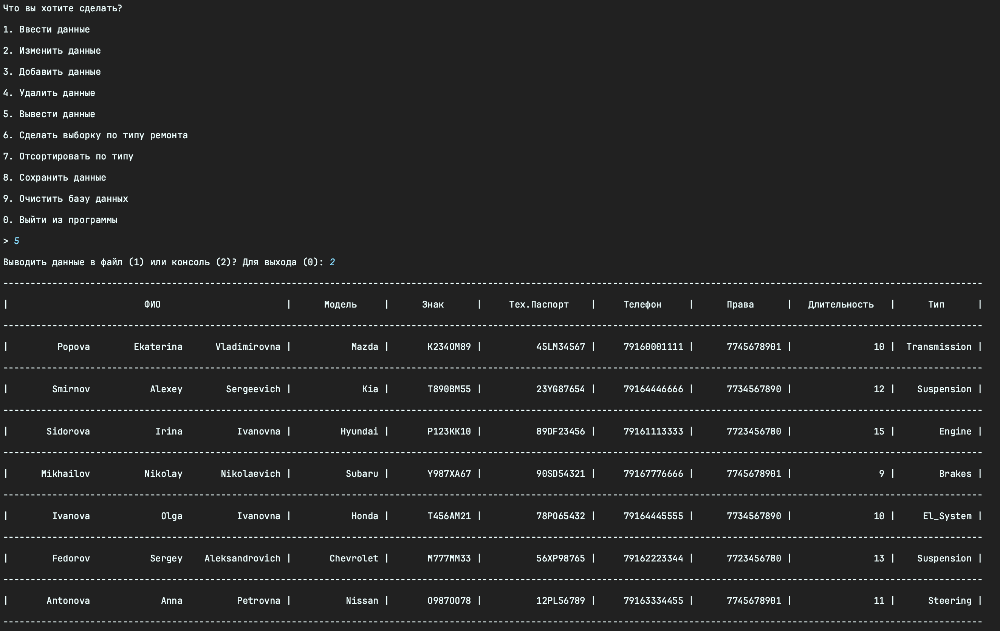 Что вы хотите сделать?
1. Ввести данные
2. Изменить данные
3. Добавить данные
4. Удалить данные
5. Вывести данные
6. Сделать выборку по типу ремонта
7. Отсортировать по типу
8. Сохранить данные
9. Очистить базу данных
0. Выйти из программы
> 5
Выводить данные в файл (1) или консоль (2)? Для выхода (0): 2
| ФИО | Модель | Знак | Тех.Паспорт | Телефон | Права | Длительность | Тип |
| Popova Ekaterina Vladimirovna | Mazda | K234OM89 | 45LM34567 | 79160001111 | 7745678901 | 10 | Transmission |
| Smirnov Alexey Sergeevich | Kia | T890BM55 | 23YG87654 | 79164446666 | 7734567890 | 12 | Suspension |
| Sidorova Irina Ivanovna | Hyundai | P123KK10 | 89DF23456 | 79161113333 | 7723456780 | 15 | Engine |
| Mikhailov Nikolay Nikolaevich | Subaru | Y987XA67 | 90SD54321 | 79167776666 | 7745678901 | 9 | Brakes |
| Ivanova Olga Ivanovna | Honda | T456AM21 | 78PO65432 | 79164445555 | 7734567890 | 10 | El_System |
| Fedorov Sergey Aleksandrovich | Chevrolet | M777MM33 | 56XP98765 | 79162223344 | 7723456780 | 13 | Suspension |
| Antonova Anna Petrovna | Nissan | O987OO78 | 12PL56789 | 79163334455 | 7745678901 | 11 | Steering |